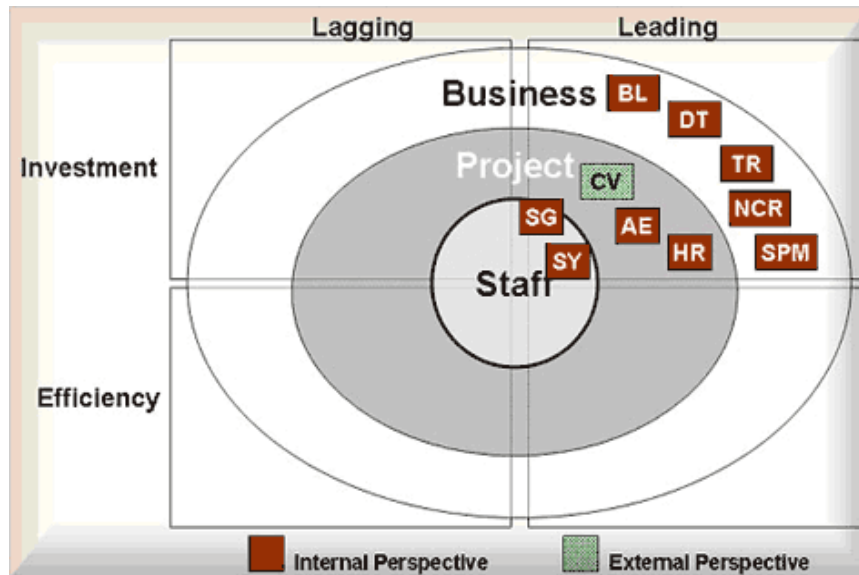 Lagging Leading
Business BL
DT
Investment Project TR
CV
NCR
SG AE
HR SPM
SY
Staff
Efficiency
Internal Perspective External Perspective